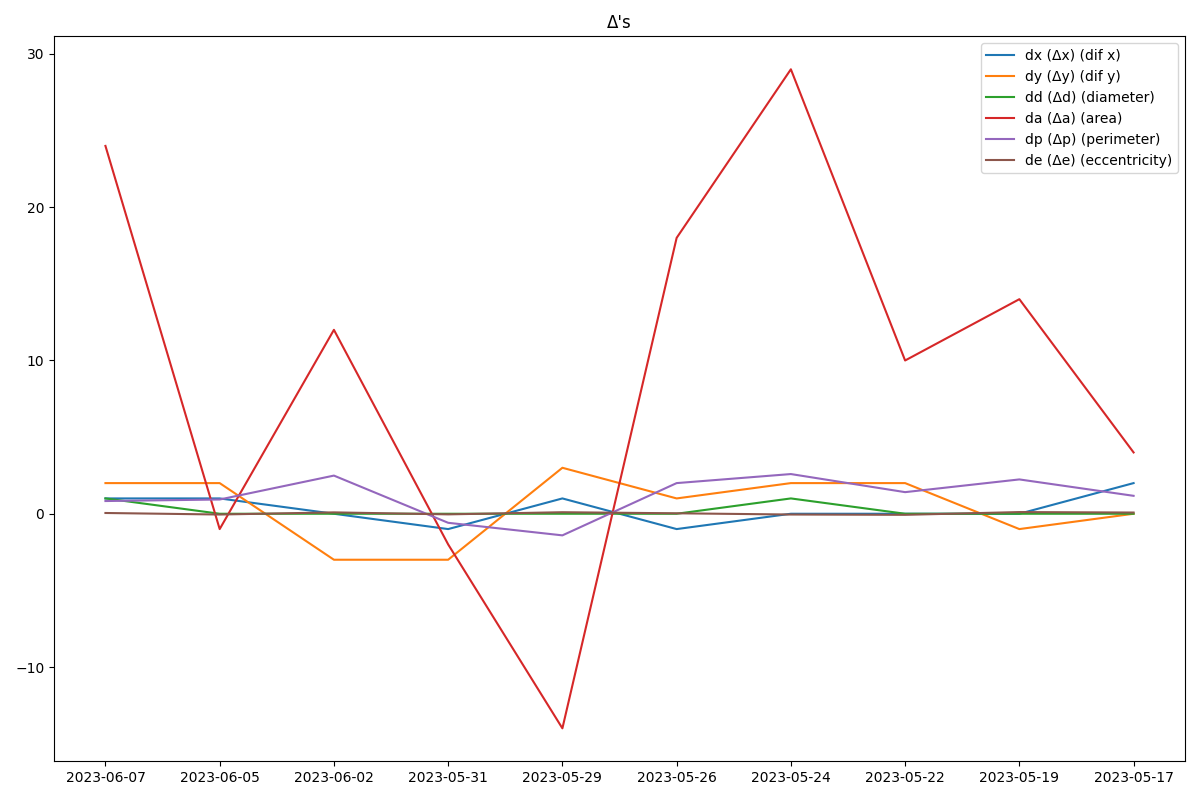 Δ's
30
20
10
0
−10
dx (Δx) (dif x)
dy (Δy) (dif y)
dd (Δd) (diameter)
da (Δa) (area)
dp (Δp) (perimeter)
de (Δe) (eccentricity)
2023-06-07 2023-06-05 2023-06-02 2023-05-31 2023-05-29 2023-05-26 2023-05-24 2023-05-22 2023-05-19 2023-05-17